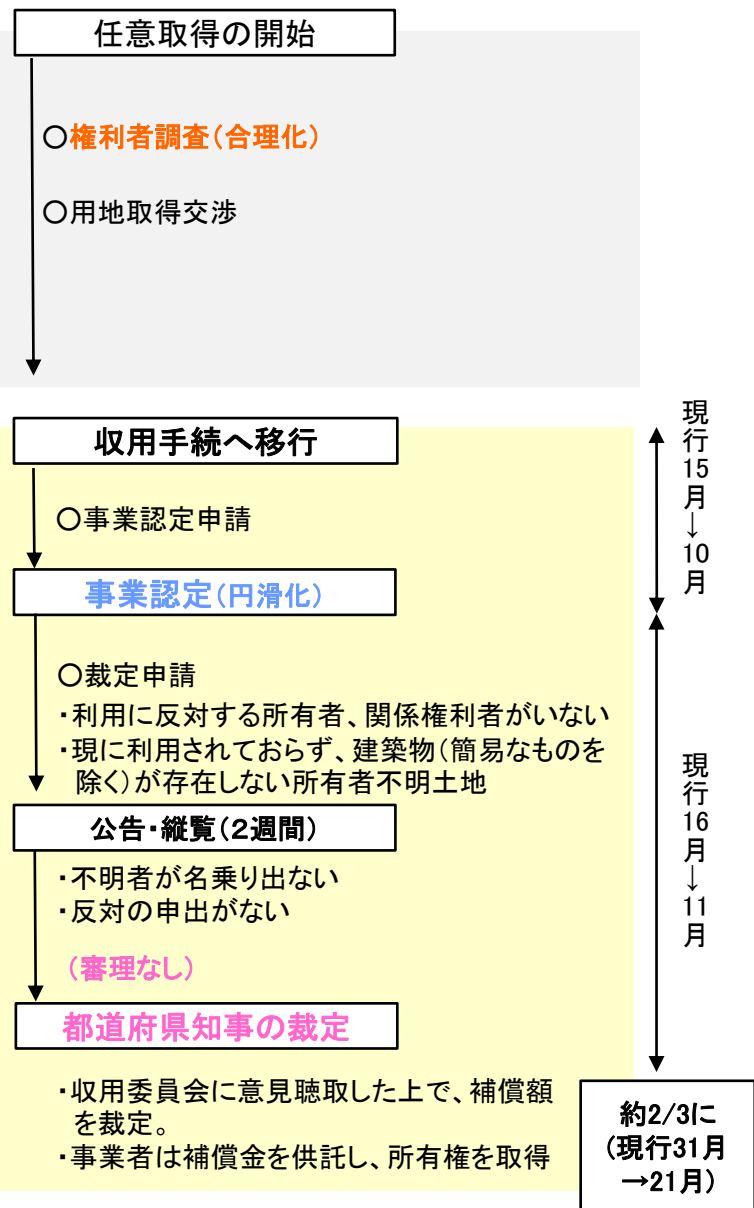 任意取得の開始
○権利者調査(合理化)
○用地取得交渉
収用手続へ移行
○事業認定申請
事業認定(円滑化)
現行15月→10月
○裁定申請
・利用に反対する所有者、関係権利者がいない
・現に利用されておらず、建築物(簡易なものを
除く)が存在しない所有者不明土地
公告・縦覧(2週間)
・不明者が名乗り出ない
・反対の申出がない
(審理なし)
都道府県知事の裁定
現行16月→11月
・収用委員会に意見聴取した上で、補償額
を裁定。
・事業者は補償金を供託し、所有権を取得
約2/3に
(現行31月
→21月)